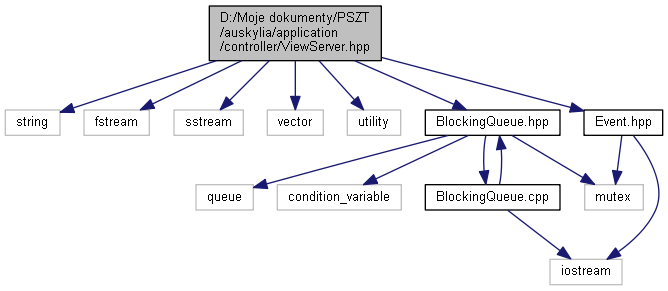 D:/Moje dokumenty/PSZT
/auskylia/application
/controller/ViewServer.hpp
string
fstream
sstream
vector
utility
BlockingQueue.hpp
Event.hpp
queue
condition_variable
BlockingQueue.cpp
mutex
iostream